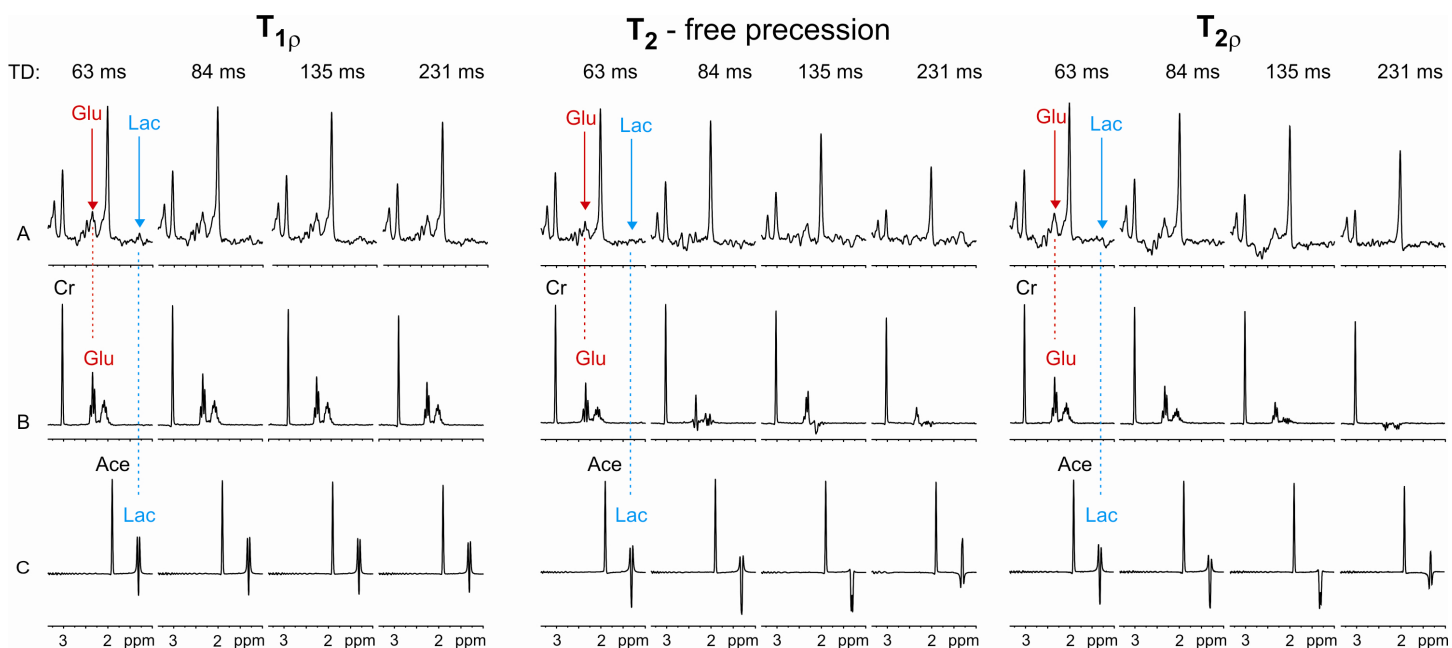 T1ρ T2 - free precession T2ρ
TD: 63 ms 84 ms 135 ms 231 ms 63 ms 84 ms 135 ms 231 ms 63 ms 84 ms 135 ms 231 ms
Glu Lac Glu Lac Glu Lac
A
Cr Cr Cr
Glu Glu Glu
B
Ace Ace Ace
Lac Lac Lac
C
3 2 ppm 3 2 ppm 3 2 ppm 3 2 ppm 3 2 ppm 3 2 ppm 3 2 ppm 3 2 ppm 3 2 ppm 3 2 ppm 3 2 ppm 3 2 ppm